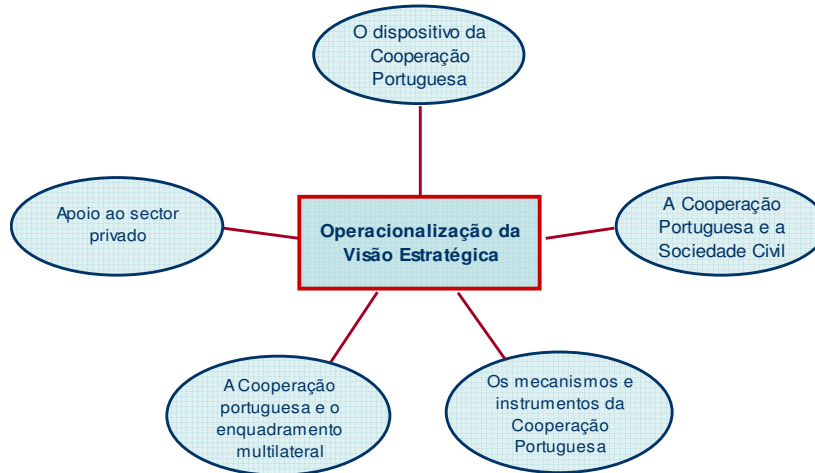 O dispositivo da
Cooperação
Portuguesa
Apoio ao sector
privado
Operacionalização da
Visão Estratégica
A Cooperação
Portuguesa e a
Sociedade Civil
A Cooperação
portuguesa e o
enquadramento
multilateral
Os mecanismos e
instrumentos da
Cooperação
Portuguesa